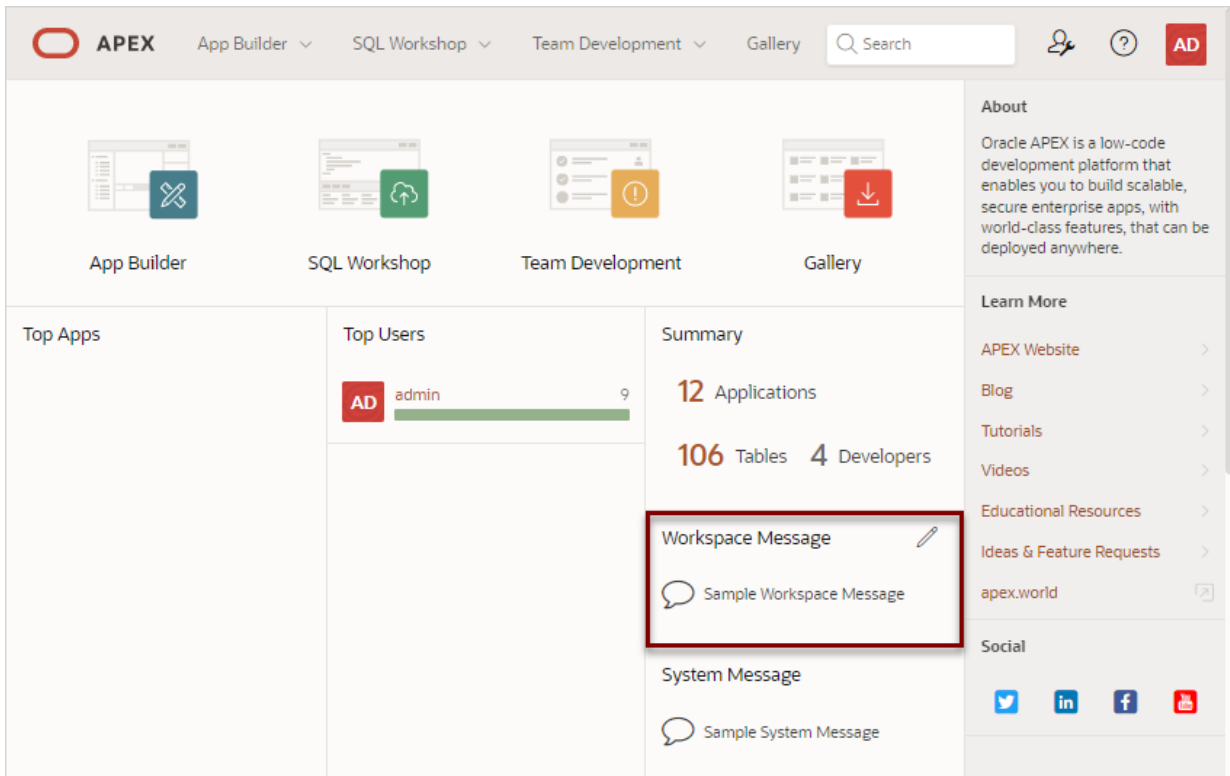 APEX
App Builder
SQL Workshop
Team Development
Gallery
Search
AD
App Builder
SQL Workshop
Team Development
Gallery
Top Apps
Top Users
AD
admin
9
Summary
12 Applications
106 Tables 4 Developers
Workspace Message
Sample Workspace Message
System Message
Sample System Message
About
Oracle APEX is a low-code
development platform that
enables you to build scalable,
secure enterprise apps, with
world-class features, that can be
deployed anywhere.
Learn More
APEX Website
Blog
Tutorials
Videos
Educational Resources
Ideas & Feature Requests
apex.world
Social